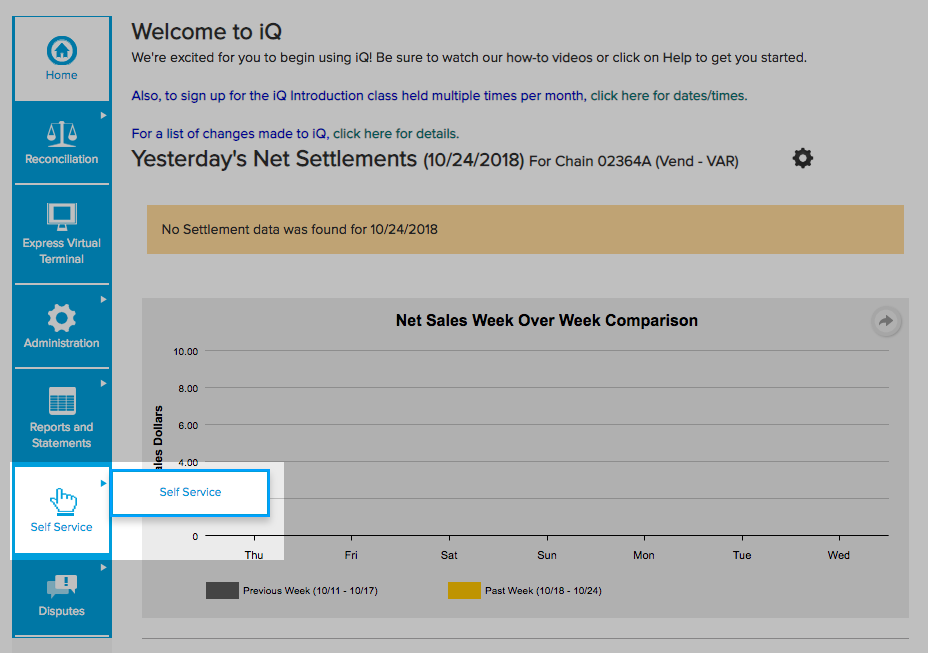 Home
Reconciliation
Express Virtual
Terminal
Administration
Reports and
Statements
Self Service
Self Service
Disputes
Welcome to iQ
We're excited for you to begin using iQ! Be sure to watch our how-to videos or click on Help to get you started.
Also, to sign up for the iQ Introduction class held multiple times per month, click here for dates/times.
For a list of changes made to iQ, click here for details.
Yesterday's Net Settlements (10/24/2018) For Chain 02364A (Vend - VAR)
No Settlement data was found for 10/24/2018
Net Sales Week Over Week Comparison
10.00
8.00
6.00
4.00
0
Dollars
Thu Fri Sat Sun Mon Tue Wed
Previous Week (10/11 - 10/17) Past Week (10/18 - 10/24)